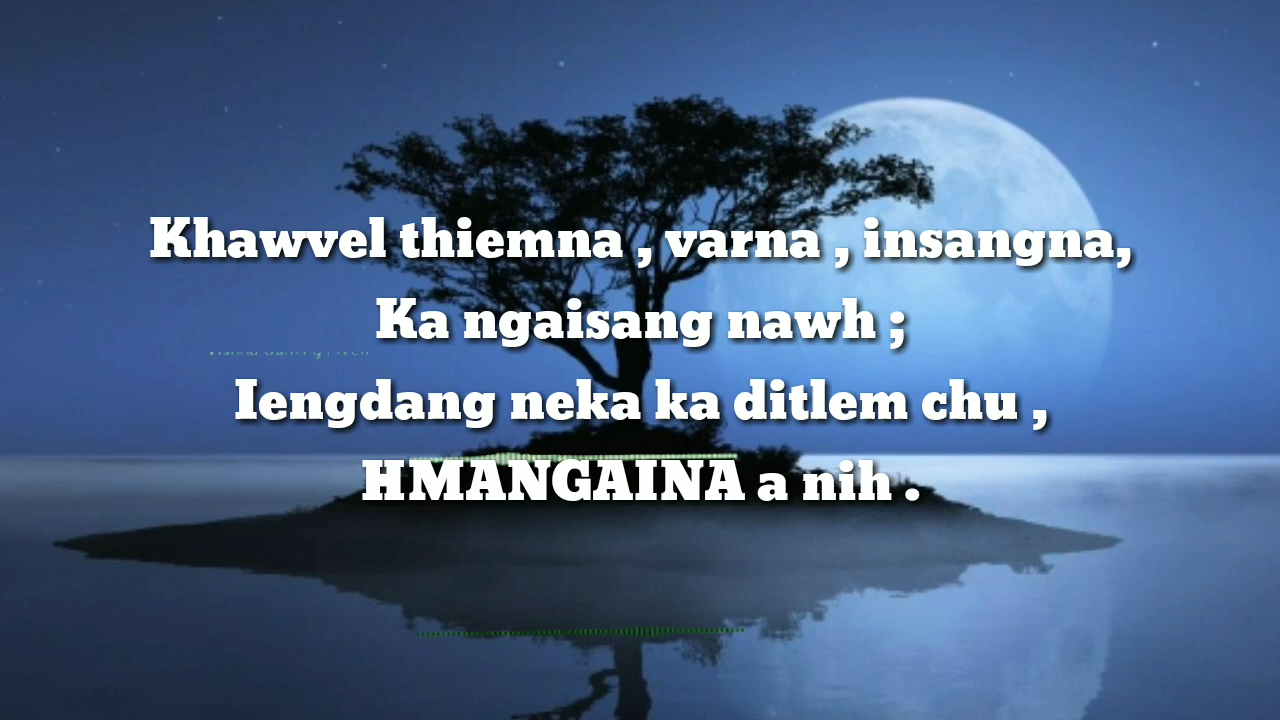 Khawvel thiemna , varna , insangna,
Ka ngaisang nawh ;
Iengdang neka ka ditlem chu ,
HMANGAINA a nih .